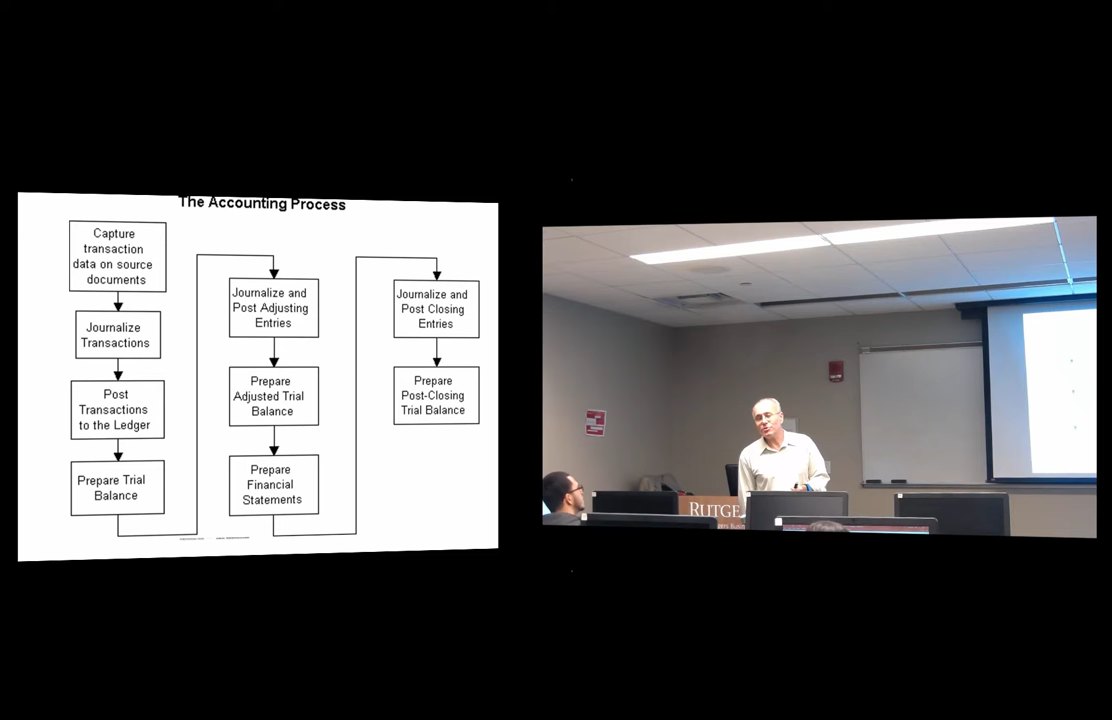 The Accounting Process
Capture
transaction
data on source
documents
Journalize
Transactions
Post
Transactions
to the Ledger
Prepare Trial
Balance
Journalize and
Post Adjusting
Entries
Prepare
Adjusted Trial
Balance
Prepare
Financial
Statements
Journalize and
Post Closing
Entries
Prepare
Post-Closing
Trial Balance